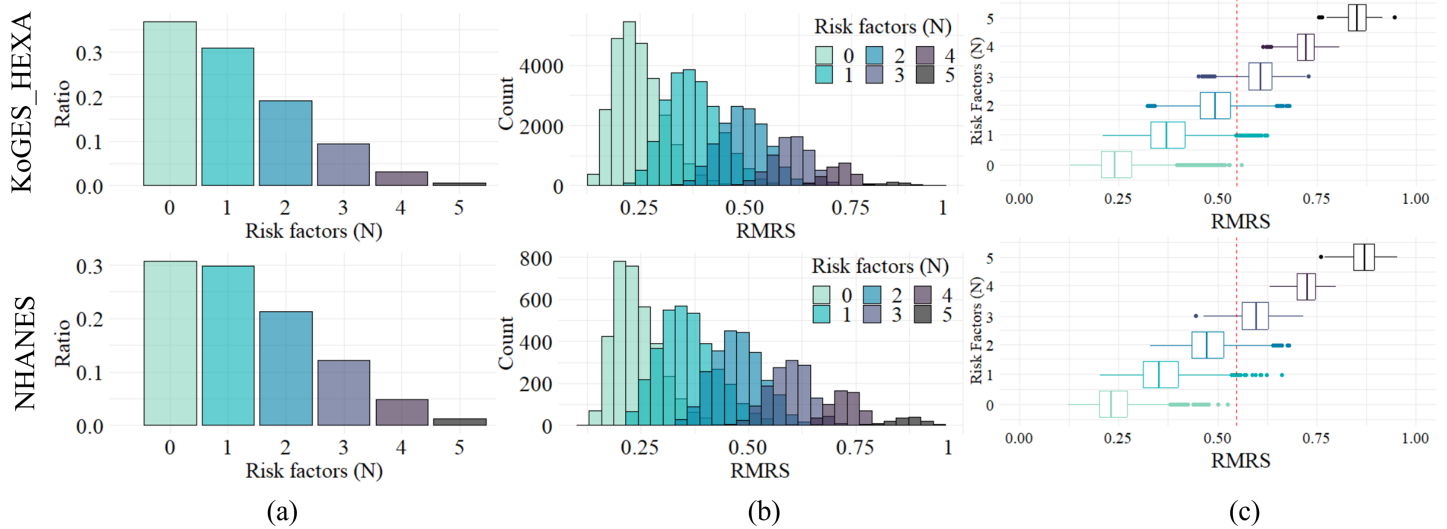 KoGES_HEXA
Ratio
0.3
0.2
0.1
0.0
0 1 2 3 4 5
Risk factors (N)
Count
4000
2000
0
Risk factors (N)
0 2 4
1 3 5
0.25 0.50 0.75 1
RMRS
Risk Factors (N)
5
4
3
2
1
0
0.00 0.25 0.50 0.75 1.00
RMRS
NHANES
Ratio
0.3
0.2
0.1
0.0
0 1 2 3 4 5
Risk factors (N)
Count
800
600
400
200
0
Risk factors (N)
0 2 4
1 3 5
0.25 0.50 0.75 1
RMRS
Risk Factors (N)
5
4
3
2
1
0
0.00 0.25 0.50 0.75 1.00
RMRS
(a) (b) (c)